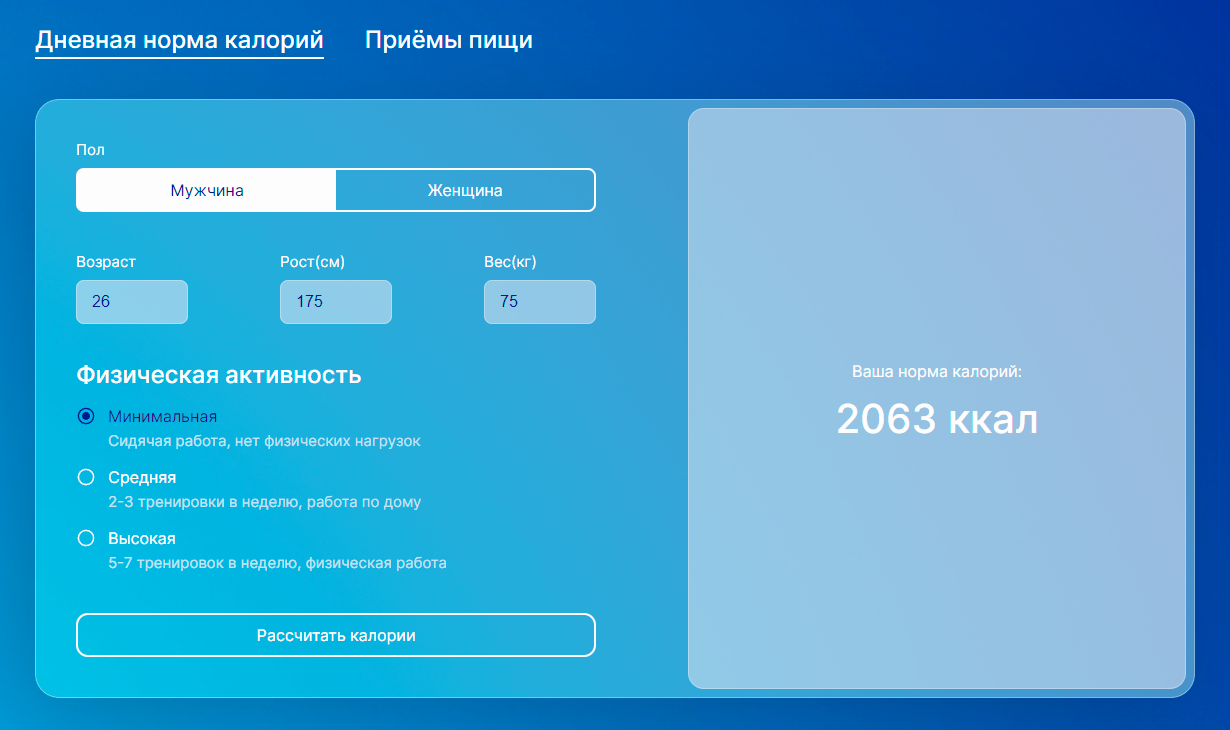 Дневная норма калорий Приёмы пищи
Пол
Мужчина Женщина
Возраст Рост(см) Вес(кг)
26 175 75
Физическая активность
Минимальная
Сидячая работа, нет физических нагрузок
Средняя
2-3 тренировки в неделю, работа по дому
Высокая
5-7 тренировок в неделю, физическая работа
Рассчитать калории
Ваша норма калорий:
2063 ккал